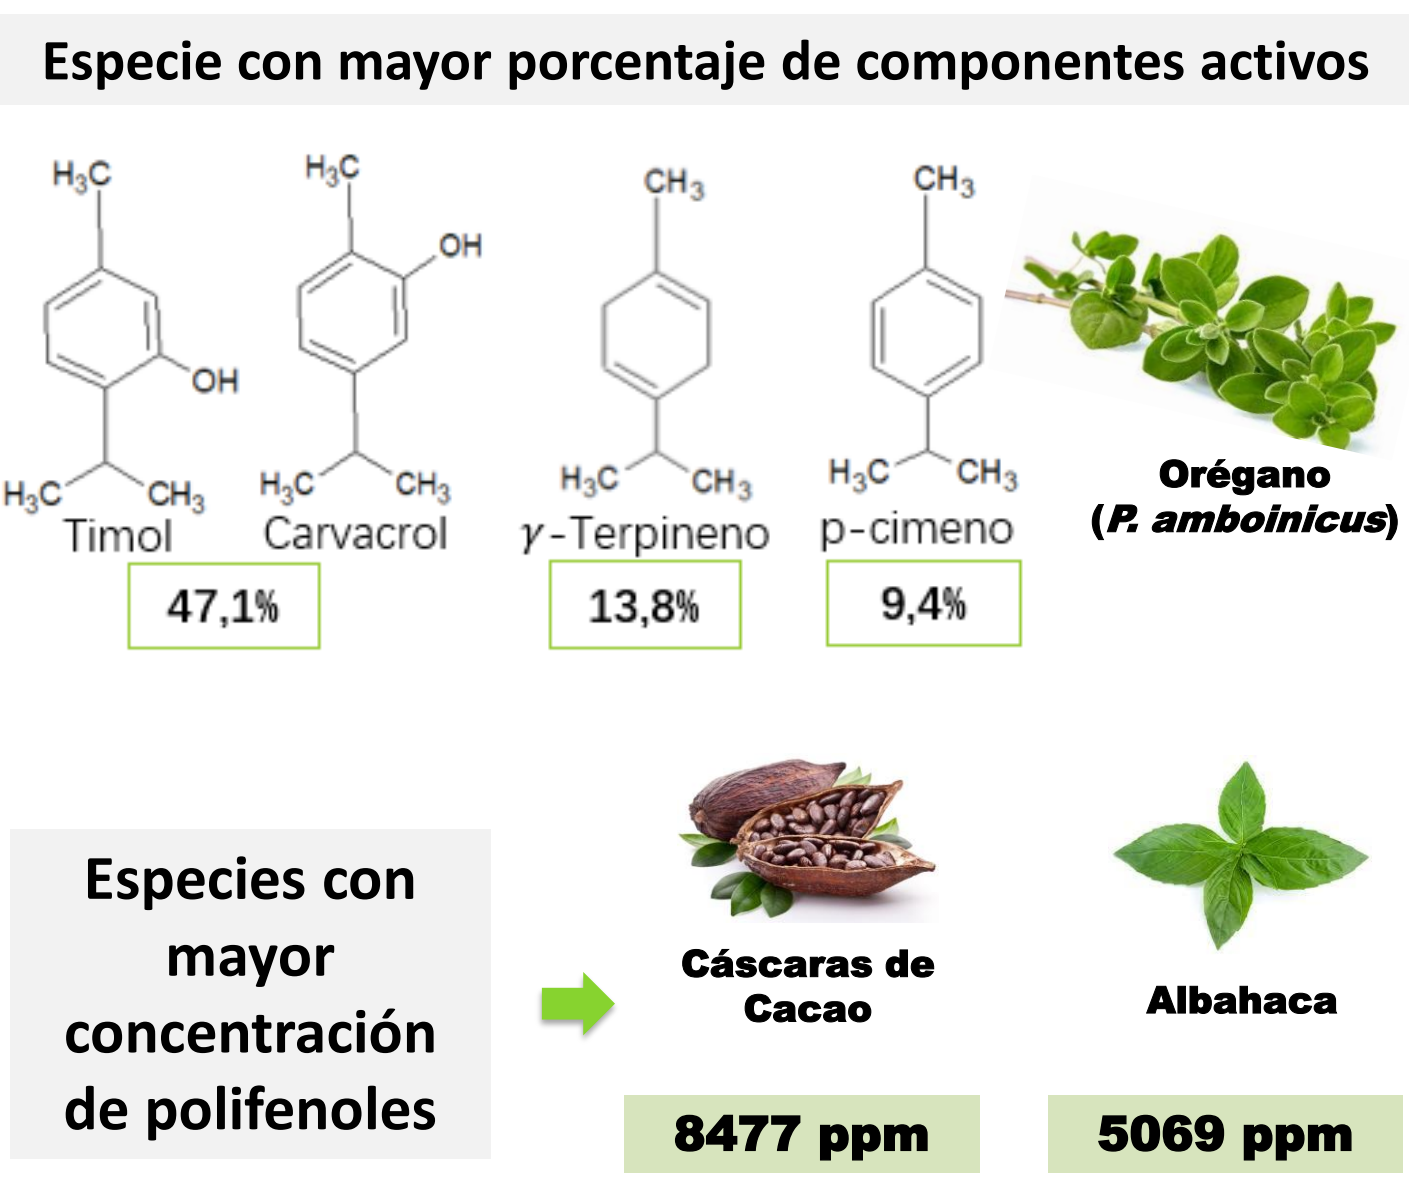 Especie con mayor porcentaje de componentes activos
H₃C
OH
H₃C
CH₃
Timol
H₃C
OH
H₃C
CH₃
Carvacrol
CH₃
H₃C
CH₃
γ-Terpineno
CH₃
H₃C
CH₃
p-cimeno
Orégano
(P. amboinicus)
47,1%
13,8%
9,4%
Especies con
mayor
concentración
de polifenoles
Cáscaras de
Cacao
Albahaca
8477 ppm
5069 ppm